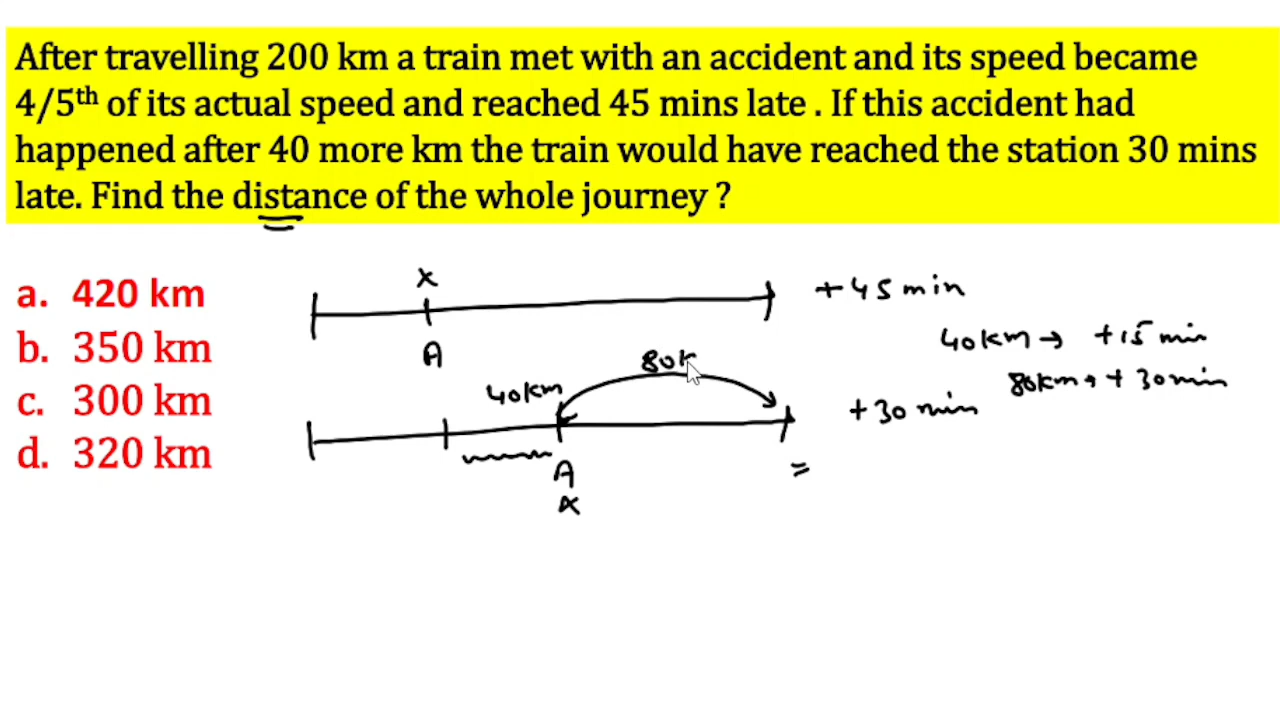 After travelling 200 km a train met with an accident and its speed became
4/5th of its actual speed and reached 45 mins late . If this accident had
happened after 40 more km the train would have reached the station 30 mins
late. Find the distance of the whole journey ?
a. 420 km
b. 350 km
c. 300 km
d. 320 km
x
A
+45 min
40km → +15 min
80km → +30min
40km
80k
+30 min
A
x
=